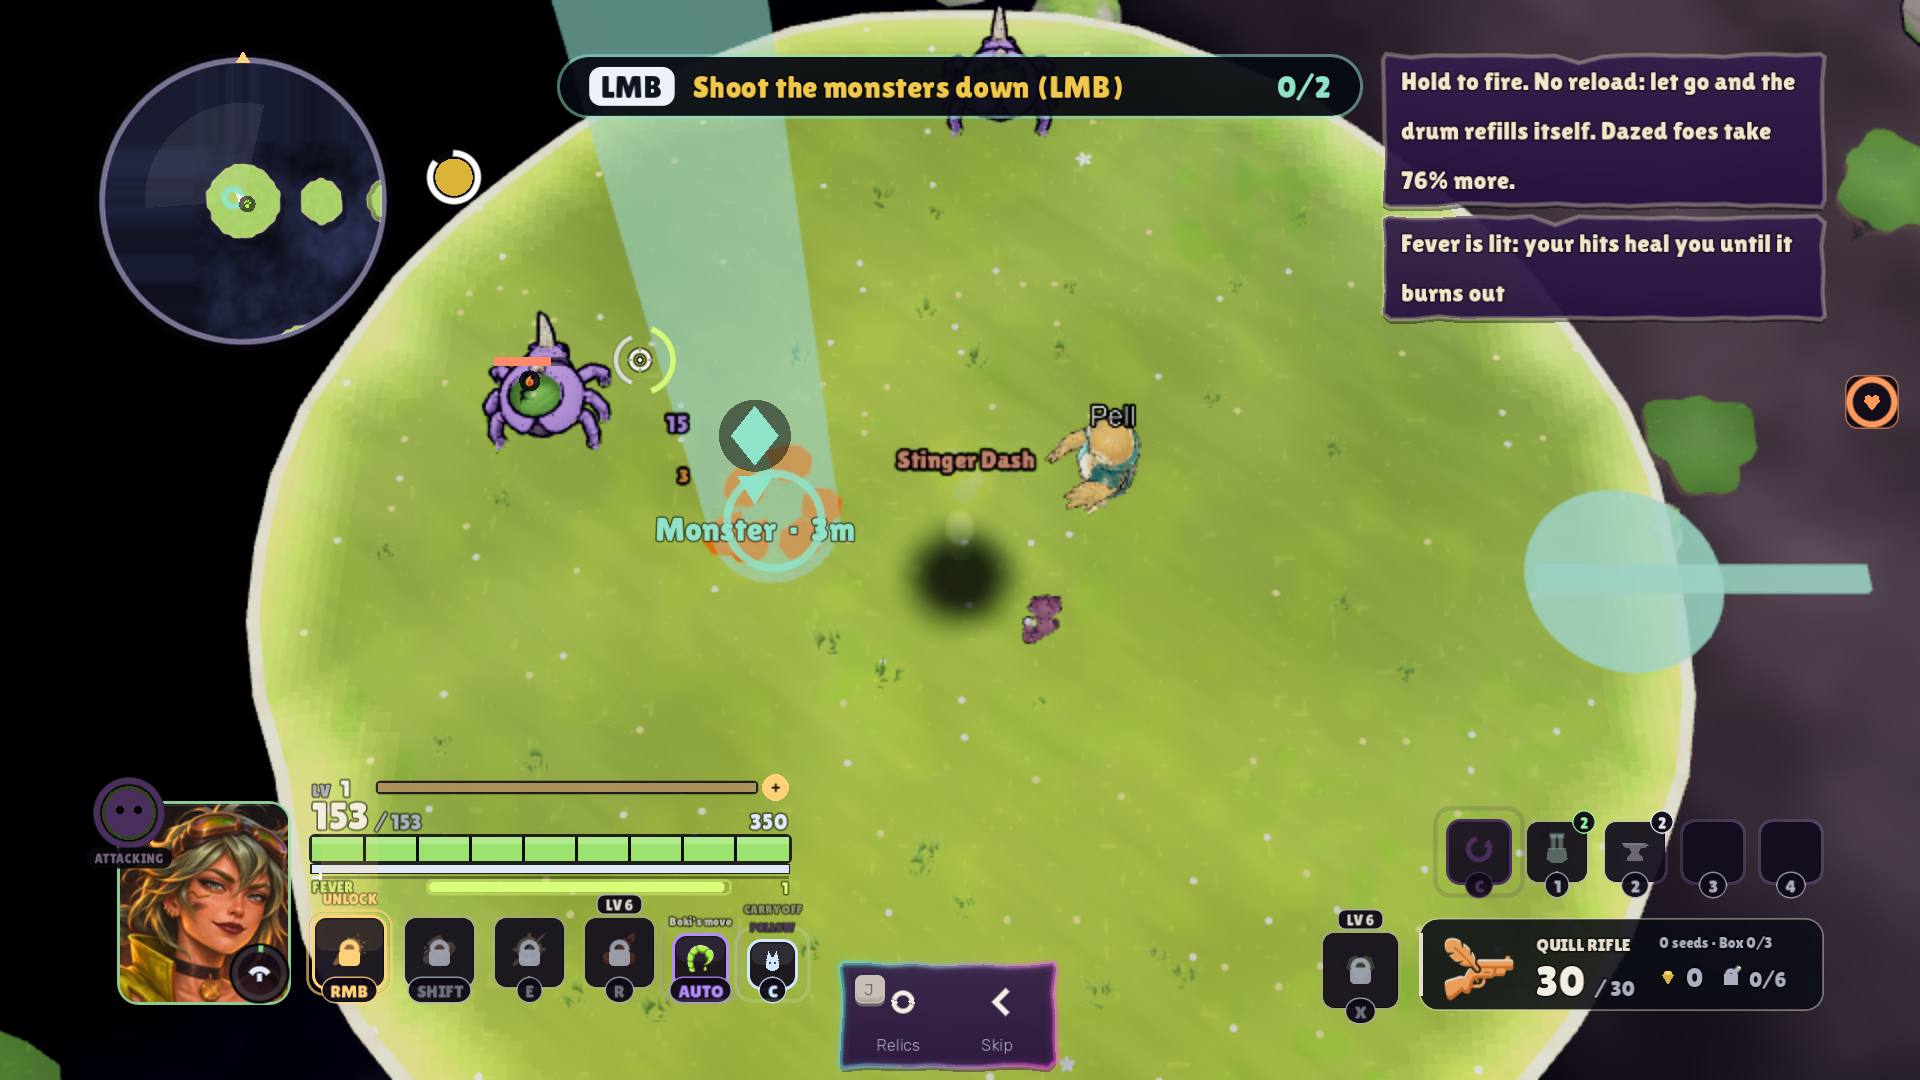 LMB Shoot the monsters down (LMB) 0/2
Hold to fire. No reload: let go and the
drum refills itself. Dazed foes take
76% more.
Fever is lit: your hits heal you until it
burns out
Pell
15
Stinger Dash
3
Monster · 3m
LV 1
153 / 153
350
ATTACKING
FEVER
1
UNLOCK
LV 6
Boki's move
CARRY OFF
FOLLOW
RMB
SHIFT
E
R
AUTO
C
J
Relics
Skip
2
2
C
1
2
3
4
LV 6
X
QUILL RIFLE
0 seeds · Box 0/3
30 / 30
0
0/6